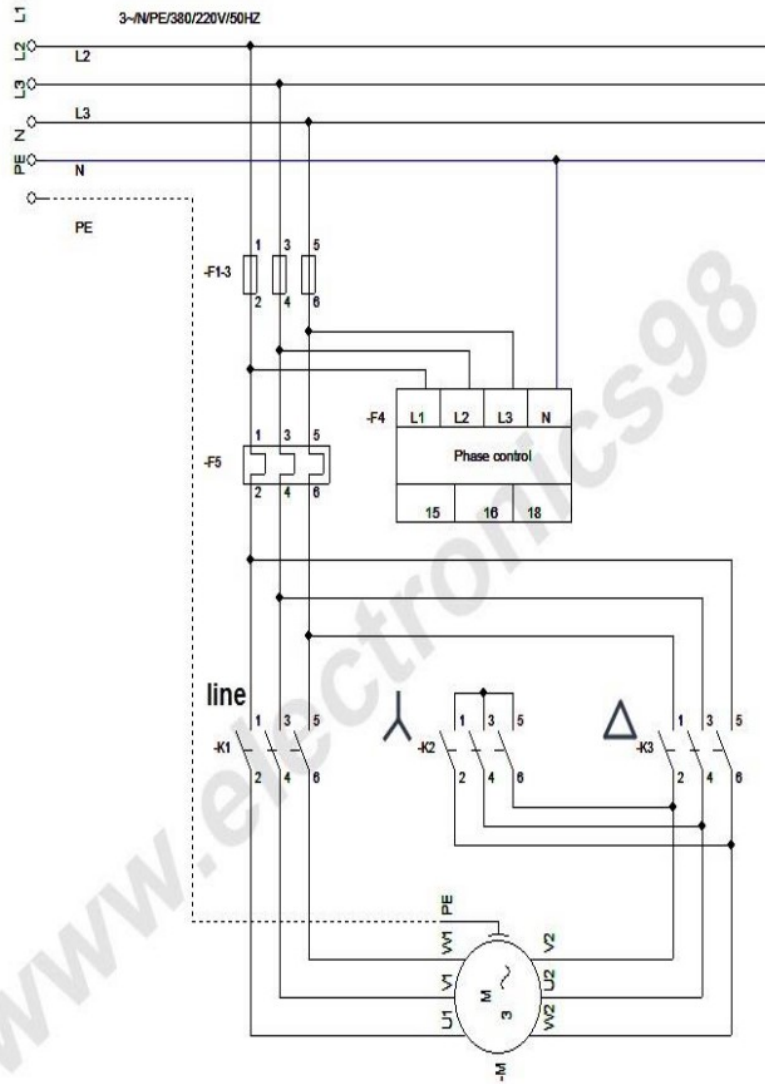 L1
3~/N/PE/380/220V/50HZ
L2
L2
L3
L3
N
N
PE
PE
1 3 5
-F1-3
2 4 6
-F4 L1 L2 L3 N
Phase control
15 16 18
1 3 5
-F5
2 4 6
line
1 3 5
-K1
2 4 6
1 3 5
-K2
2 4 6
1 3 5
-K3
2 4 6
PE
W1
V1
U1
M
3
V2
U2
W2
-M
www.electronics98